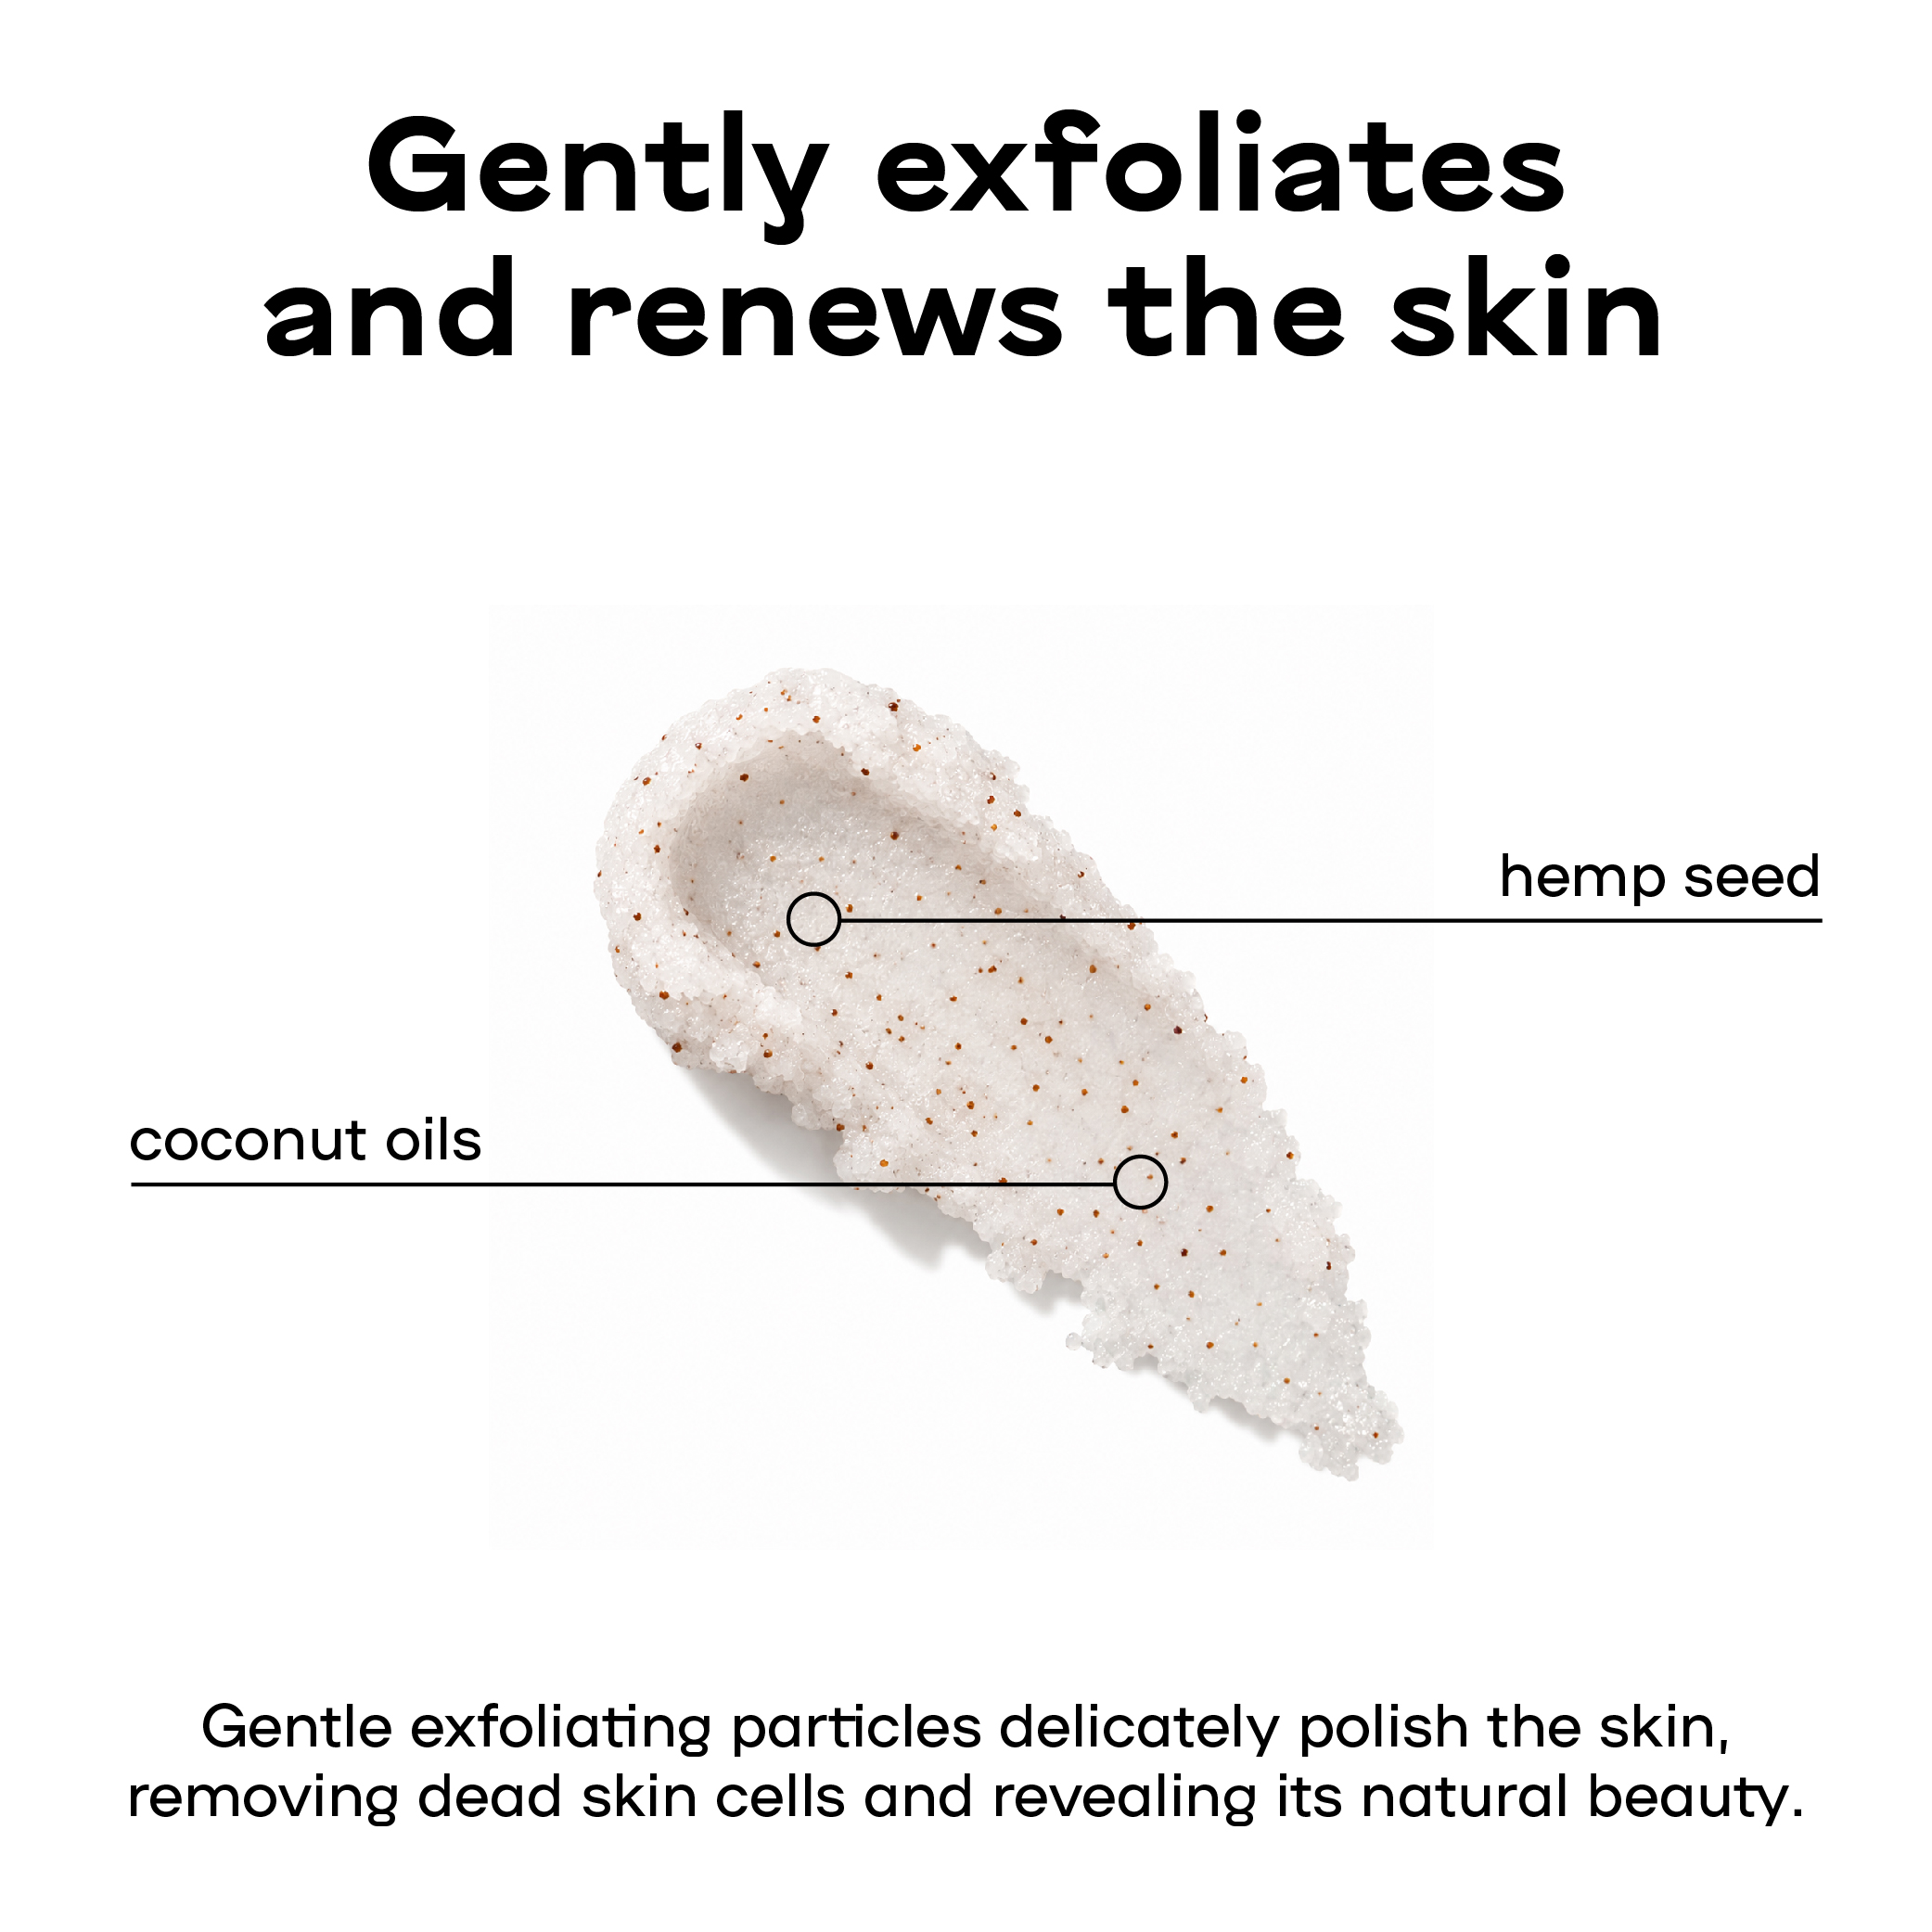 Gently exfoliates
and renews the skin
hemp seed
coconut oils
Gentle exfoliating particles delicately polish the skin,
removing dead skin cells and revealing its natural beauty.